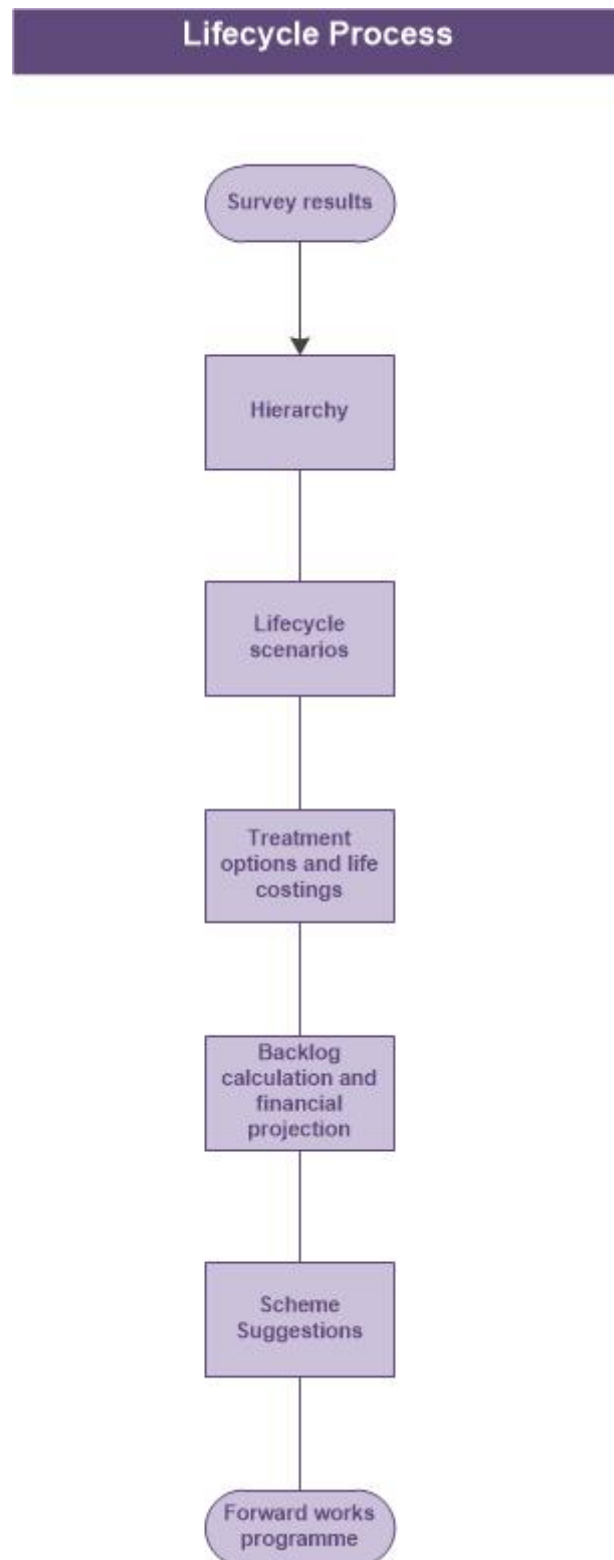 Lifecycle Process
Survey results
Hierarchy
Lifecycle
scenarios
Treatment
options and life
costings
Backlog
calculation and
financial
projection
Scheme
Suggestions
Forward works
programme